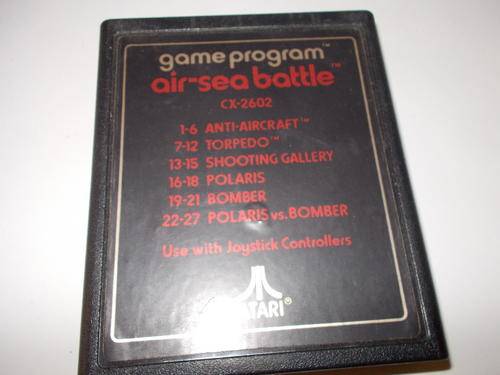 game program™
air-sea battle™
CX-2602
1-6 ANTI-AIRCRAFT™
7-12 TORPEDO™
13-15 SHOOTING GALLERY
16-18 POLARIS
19-21 BOMBER
22-27 POLARIS vs. BOMBER
Use with Joystick Controllers
ATARI®